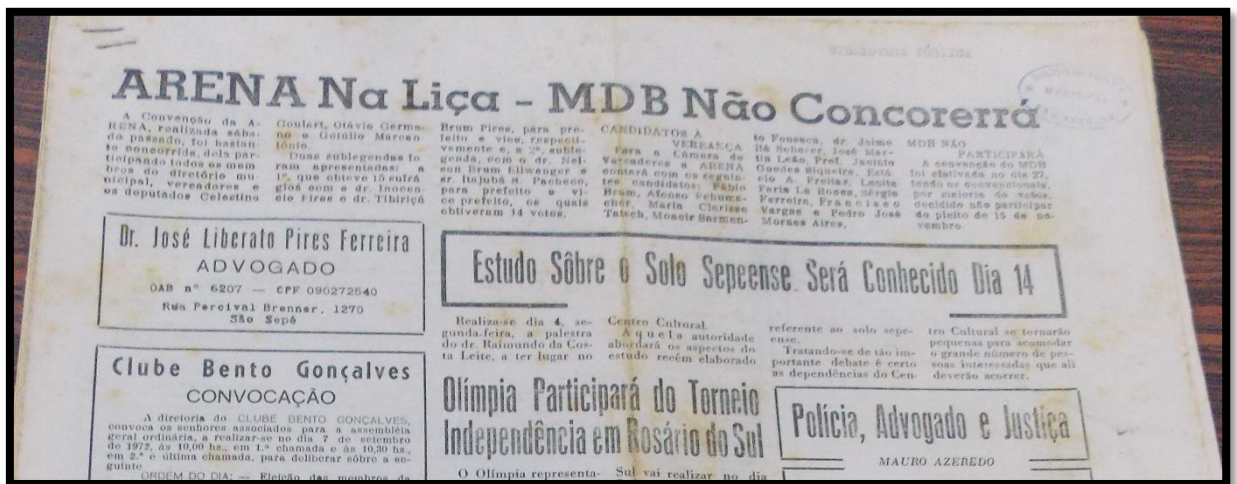 BIBLIOTECA PÚBLICA
MUNICIPAL
ARENA Na Liça - MDB Não Concorrerá
A Convenção da A-
RENA, realizada sába-
do passado, foi bastan-
te concorrida, dela par-
ticipando todos os mem-
bros do diretório mu-
nicipal, vereadores e
os deputados Celestino
Goulart, Otávio Germa-
no e Getúlio Marcan
tônio.
Duas sublegendas fo
ram apresentadas: a
1ª, que obteve 15 sufrá
gios com o dr. Inocen
cio Pires e dr. Tibiriçá
Brum Pires, para pre-
feito e vice, respecti-
vamente e, a 2ª, suble-
genda, com o dr. Nel-
son Brum Ellwanger e
sr. Itajubá S. Pacheco,
para prefeito e vi-
ce prefeito, os quais
obtiveram 14 votos.
CANDIDATOS A
VEREANÇA
Para a Câmara de
Vereadores a ARENA
contará com os seguin-
tes candidatos: Fábio
Brum, Afonso Schuma-
cher, Maria Clarisse
Tatsch, Moacir Sarmen-
to Fonseca, dr. Jaime
Itá Scherer, José Mar-
tin Leão, Prof. Jacinto
Guedes Siqueira, Está-
cio A. Freitas, Lenita
Faria La Rocca, Sérgio
Ferreira, Francisco
Vargas e Pedro José
Moraes Aires.
MDB NÃO
PARTICIPARÁ
A convenção do MDB
foi efetivada no dia 27,
tendo os convencionais,
por maioria de votos,
decidido não participar
do pleito de 15 de no-
vembro.
Dr. José Liberato Pires Ferreira
ADVOGADO
OAB nº 6207 — CPF 090272540
Rua Percival Brenner, 1270
São Sepé
Estudo Sôbre o Solo Sepeense Será Conhecido Dia 14
Realiza-se dia 4, se-
gunda-feira, a palestra
do dr. Raimundo da Cos-
ta Leite, a ter lugar no
Centro Cultural.
Aquela autoridade
abordará os aspectos do
estudo recém elaborado
referente ao solo sepe-
ense.
Tratando-se de tão im-
portante debate é certo
as dependências do Cen-
tro Cultural se tornarão
pequenas para acomodar
o grande número de pes-
soas interessadas que ali
deverão acorrer.
Clube Bento Gonçalves
CONVOCAÇÃO
A diretoria do CLUBE BENTO GONÇALVES,
convoca os senhores associados para a assembléia
geral ordinária, a realizar-se no dia 7 de setembro
de 1972, às 10,00 hs., em 1.ª chamada e às 10,30 hs.,
em 2.ª e última chamada, para deliberar sôbre a se-
guinte
ORDEM DO DIA: — Eleição dos membros da
Olímpia Participará do Torneio
Independência em Rosário do Sul
O Olímpia representa-
Sul vai realizar no dia
Polícia, Advogado e Justiça
MAURO AZEREDO